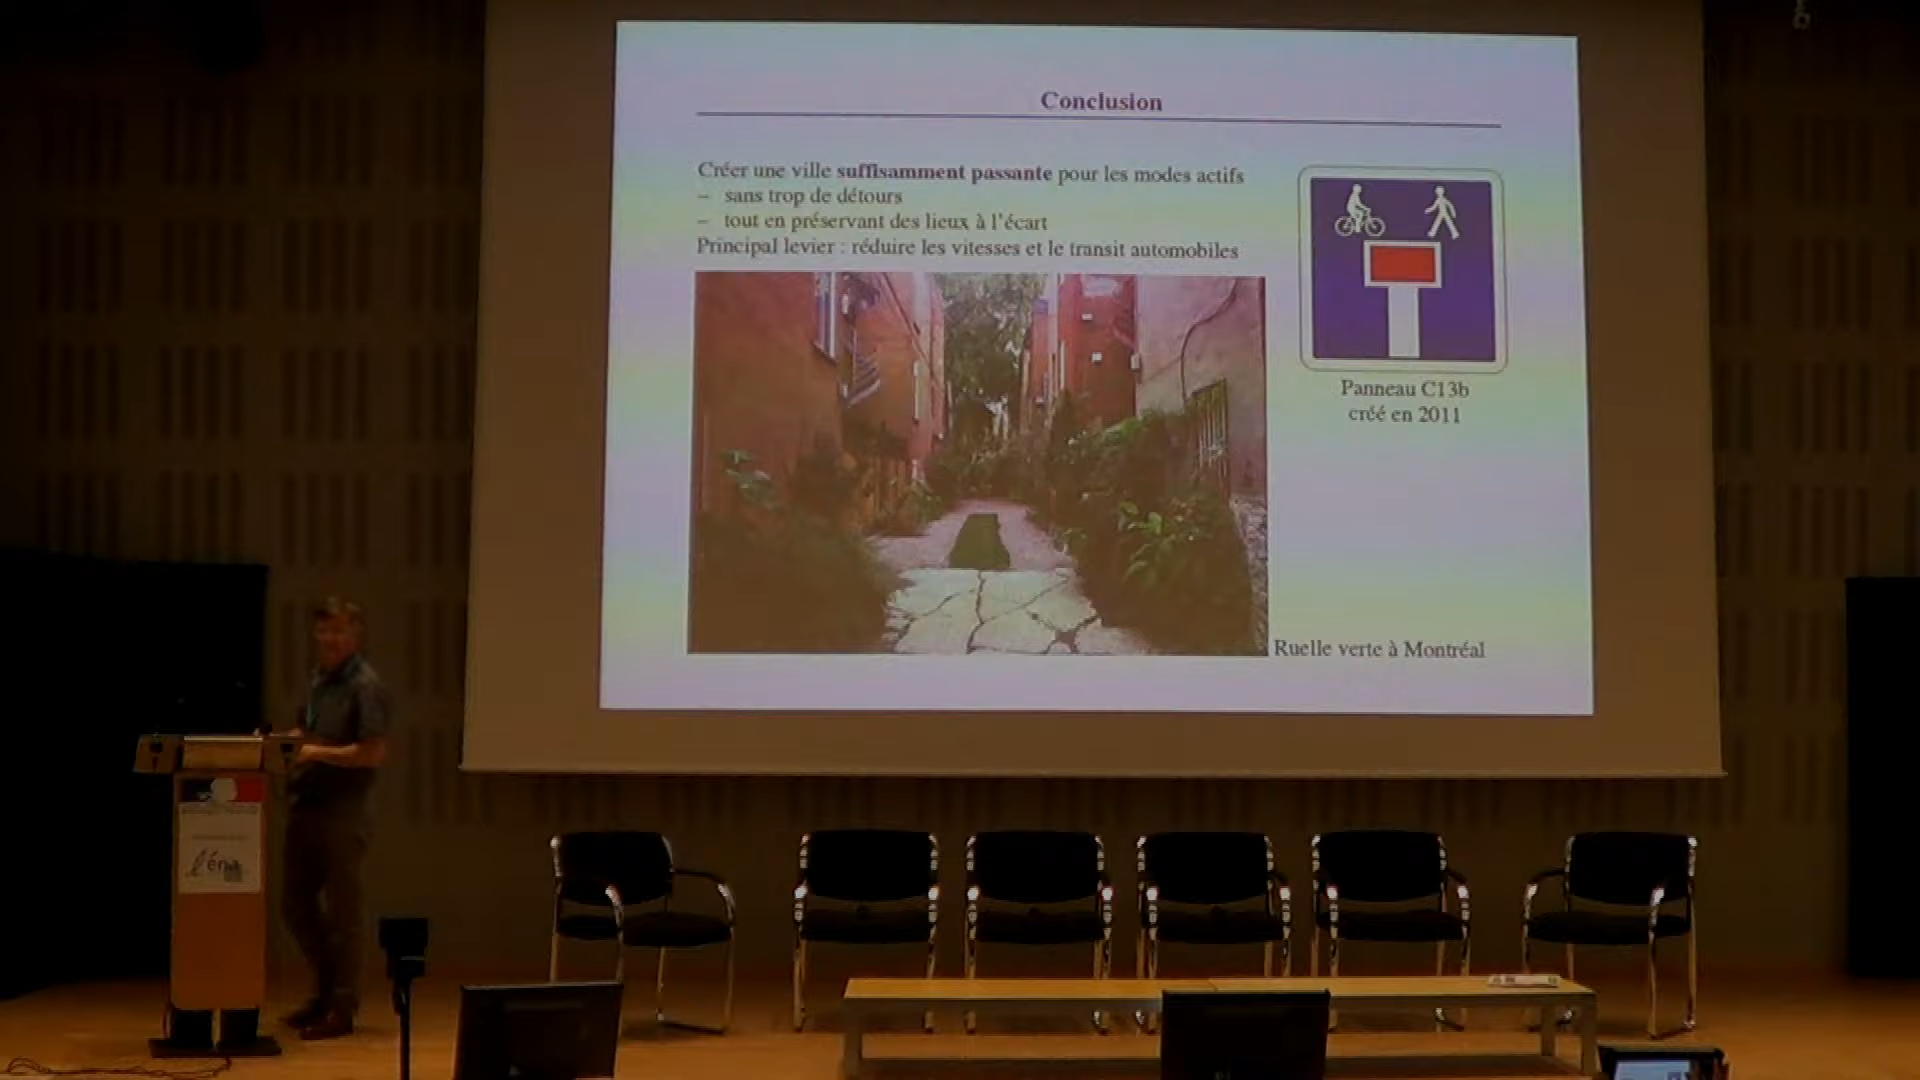 Conclusion
Créer une ville suffisamment passante pour les modes actifs
– sans trop de détours
– tout en préservant des lieux à l'écart
Principal levier : réduire les vitesses et le transit automobiles
Panneau C13b
créé en 2011
Ruelle verte à Montréal
l'éna